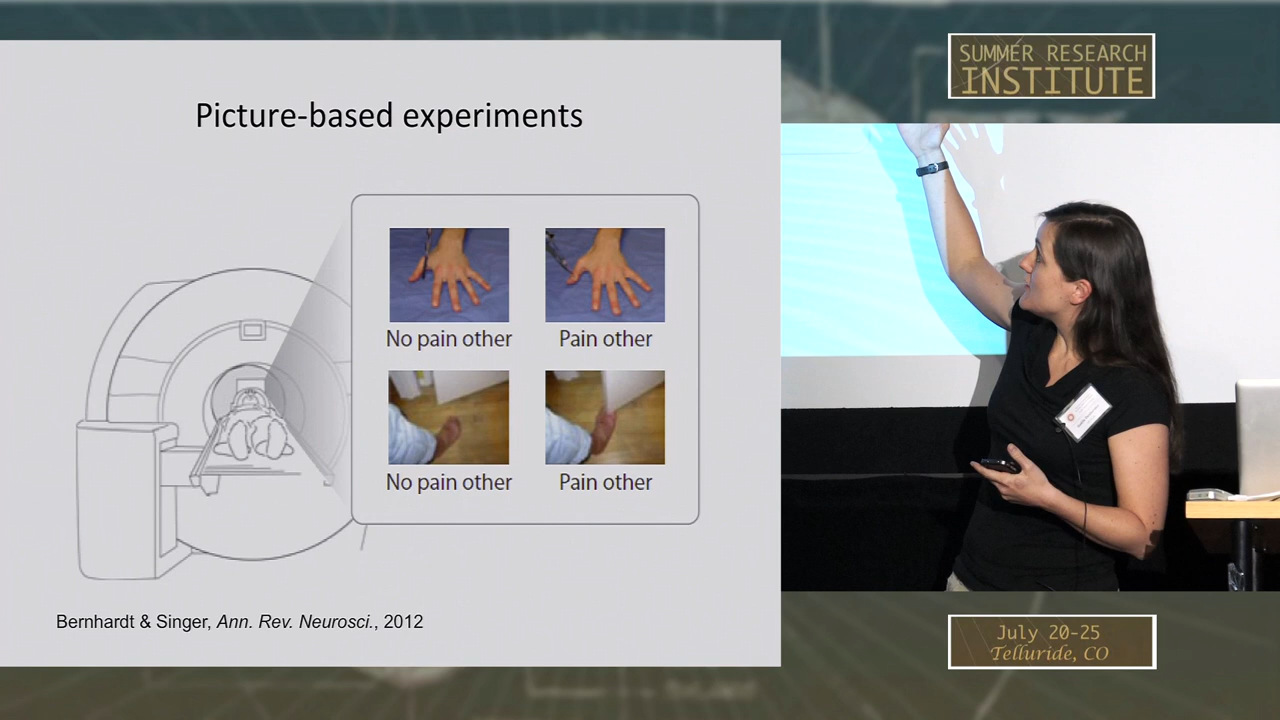 Picture-based experiments
No pain other
Pain other
No pain other
Pain other
Bernhardt & Singer, Ann. Rev. Neurosci., 2012
SUMMER RESEARCH
INSTITUTE
July 20-25
Telluride, CO